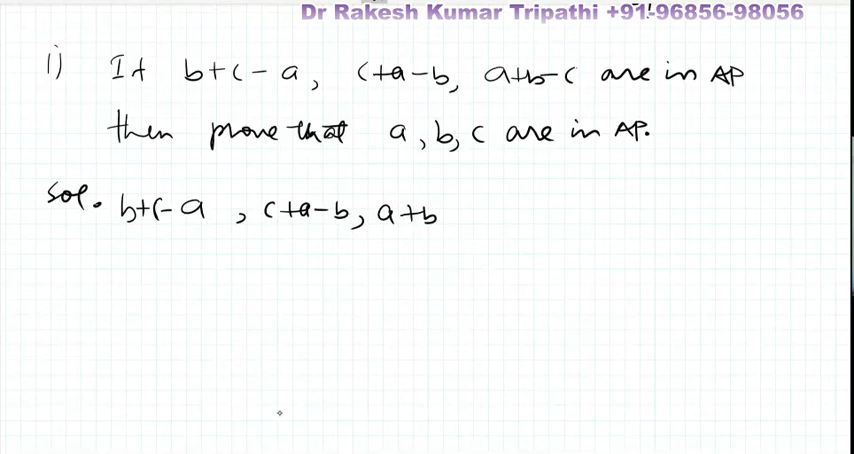 Dr Rakesh Kumar Tripathi +91-96856-98056
1) If b+c-a, c+a-b, a+b-c are in AP
then prove that a, b, c are in AP.
Sol. b+c-a, c+a-b, a+b